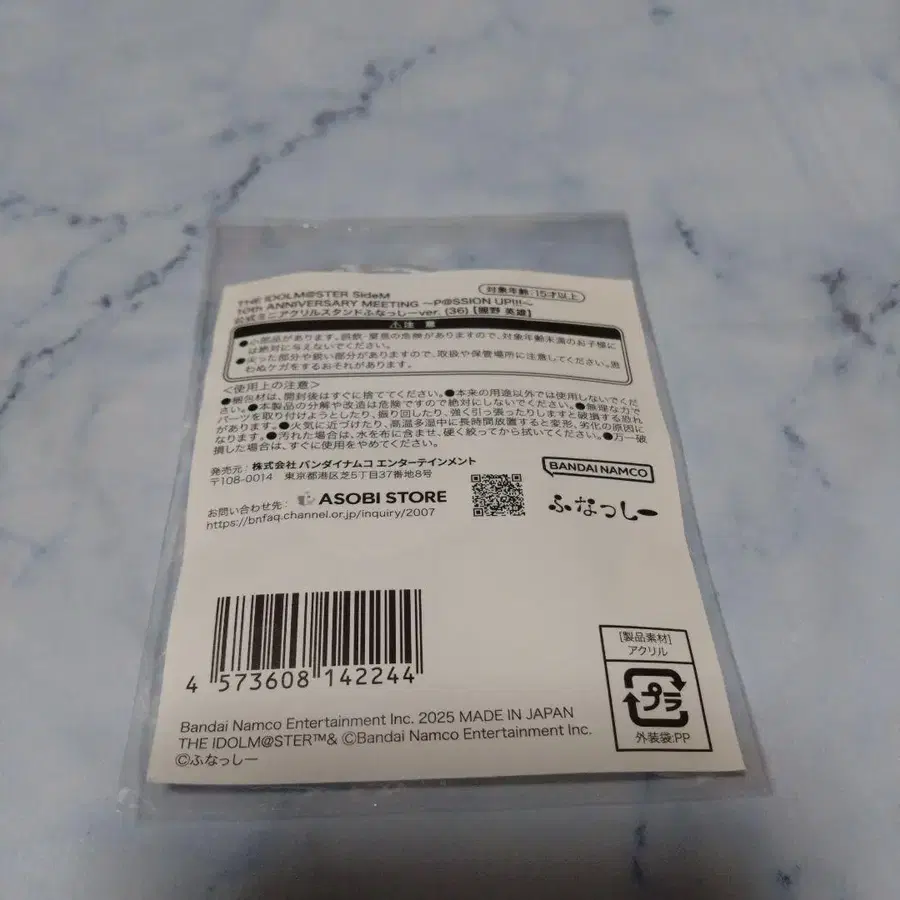 THE IDOLM@STER SideM
対象年齢:15才以上
10th ANNIVERSARY MEETING ～P@SSION UP!!!～
公式ミニアクリルスタンドふなっしーver. (36) [握野 英雄]
注 意
●小部品があります。誤飲・窒息の危険がありますので、対象年齢未満のお子様には絶対に与えないでください。
●尖った部分や鋭い部分がありますので、取扱や保管場所に注意してください。思わぬケガをするおそれがあります。
＜使用上の注意＞
●梱包材は、開封後はすぐに捨ててください。●本来の用途以外では使用しないでください。●本製品の分解や改造は危険ですので絶対にしないでください。●無理な力でパーツを取り付けようとしたり、振り回したり、強く引っ張ったりしますと破損する恐れがあります。●火気に近づけたり、高温多湿中に長時間放置すると変形、劣化の原因になります。●汚れた場合は、水を布に含ませ、硬く絞ってから拭いてください。●万一破損した場合は、すぐに使用をやめてください。
発売元：株式会社 バンダイナムコ エンターテインメント
〒108-0014 東京都港区芝5丁目37番地8号
BANDAI NAMCO
お問い合わせ先： ASOBI STORE
https://bnfaq.channel.or.jp/inquiry/2007
ふなっしー
4 573608 142244
[製品素材]
アクリル
プラ
外装袋:PP
Bandai Namco Entertainment Inc. 2025 MADE IN JAPAN
THE IDOLM@STER™& ©Bandai Namco Entertainment Inc.
©ふなっしー